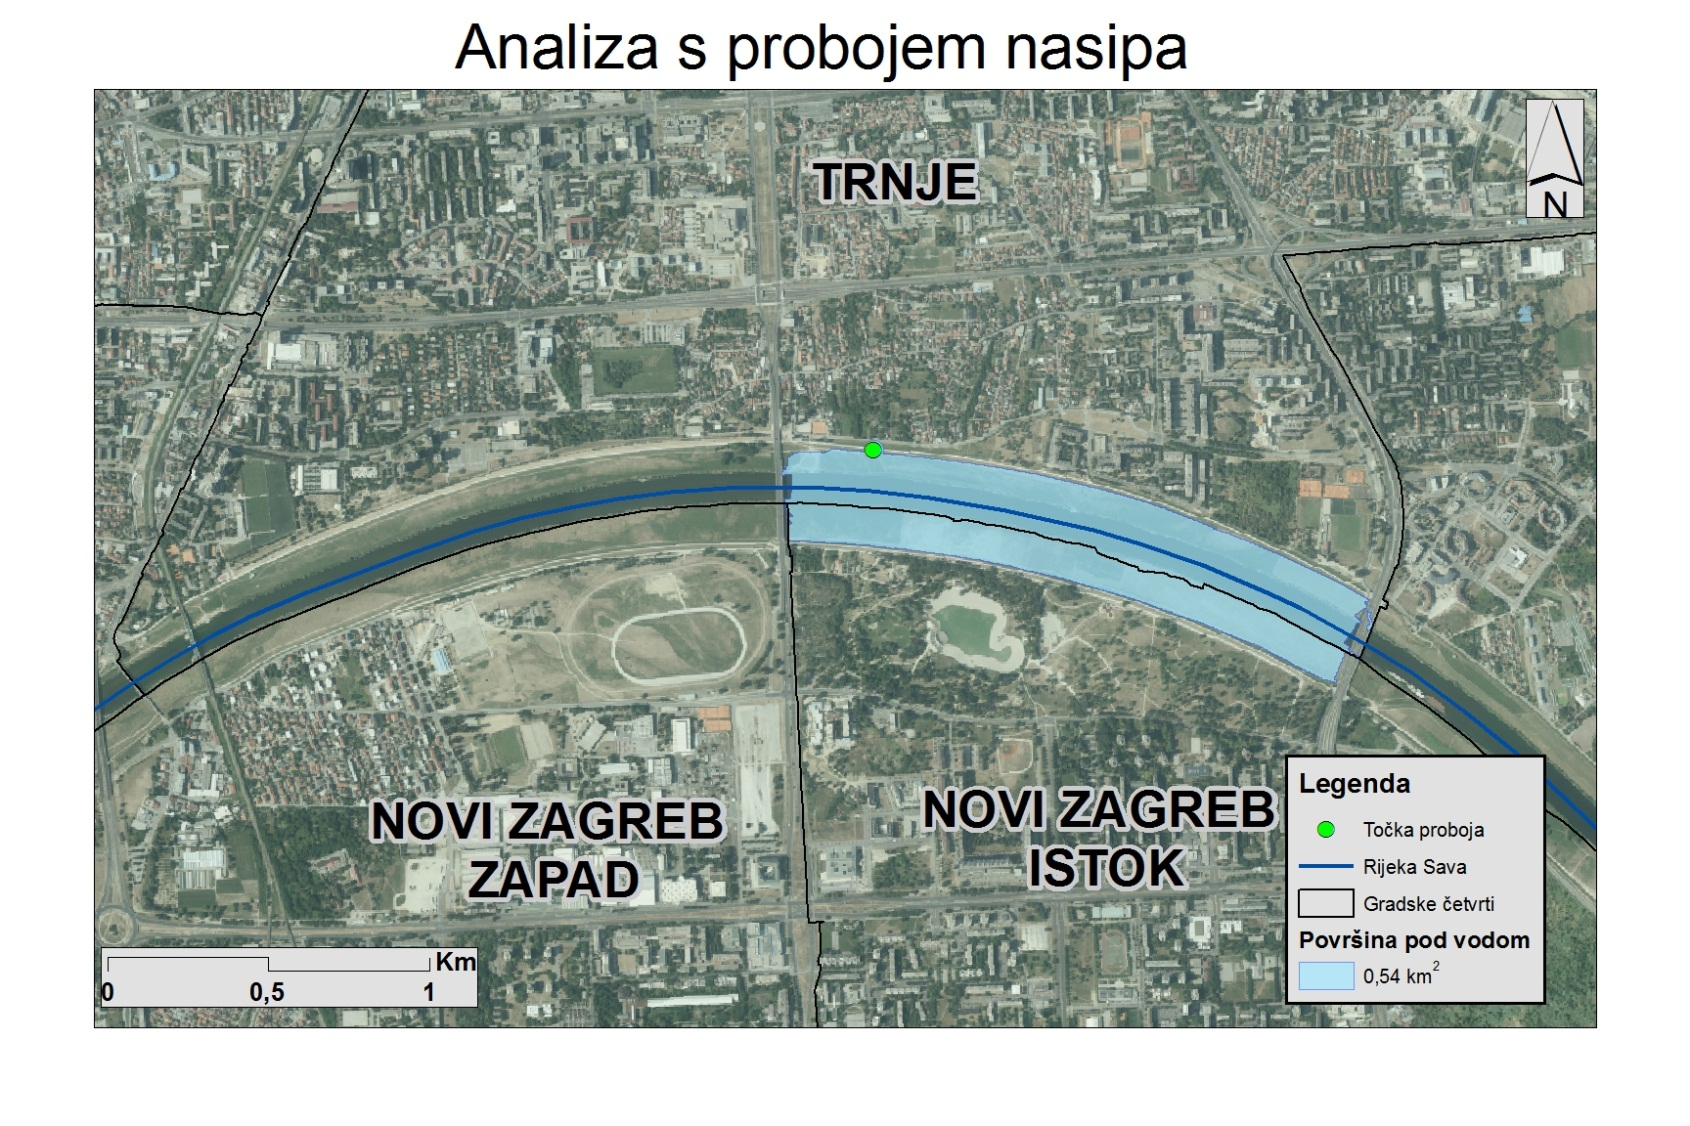 Analiza s probojem nasipa
TRNJE
N
NOVI ZAGREB
ZAPAD
NOVI ZAGREB
ISTOK
Legenda
Točka proboja
Rijeka Sava
Gradske četvrti
Površina pod vodom
0,54 km²
Km
0 0,5 1